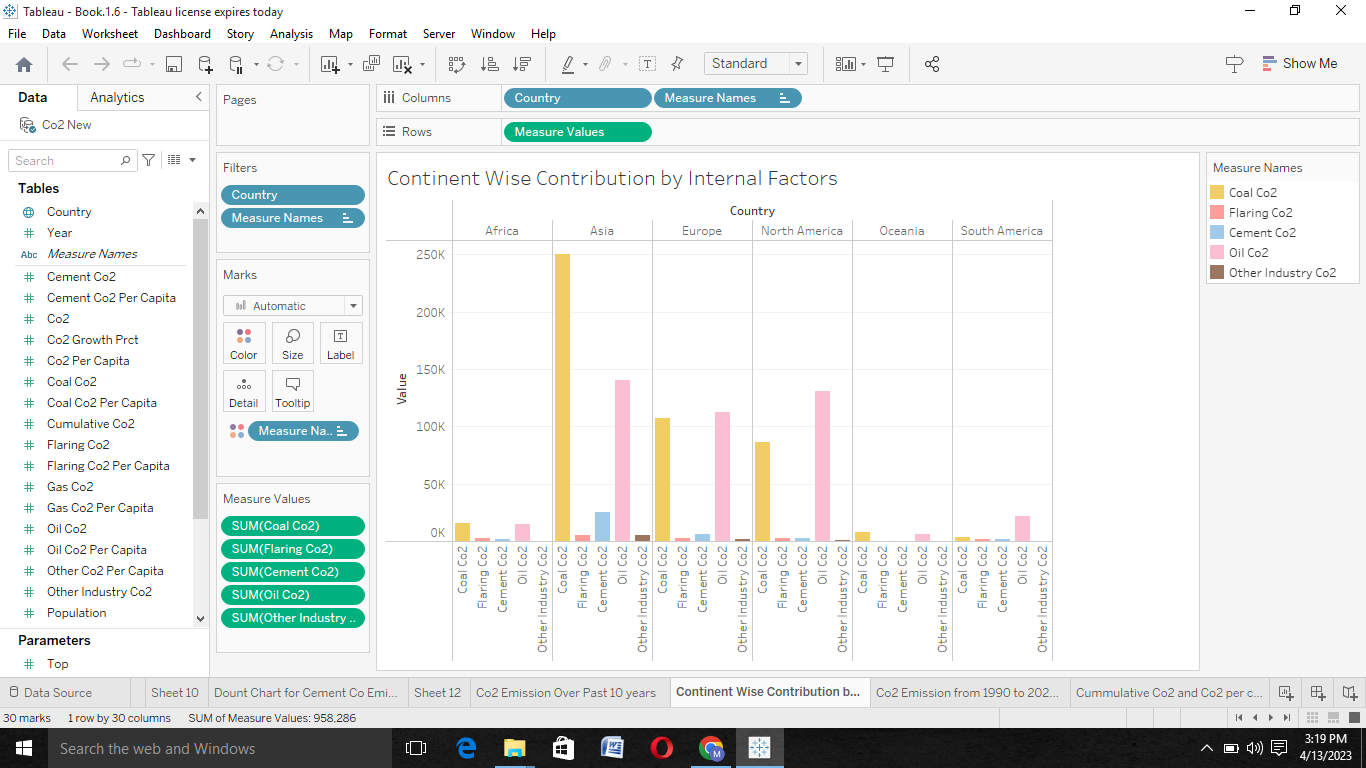 Tableau - Book.1.6 - Tableau license expires today
File Data Worksheet Dashboard Story Analysis Map Format Server Window Help
Standard
Show Me
Data Analytics
Co2 New
Search
Tables
Country
Year
Abc Measure Names
Cement Co2
Cement Co2 Per Capita
Co2
Co2 Growth Prct
Co2 Per Capita
Coal Co2
Coal Co2 Per Capita
Cumulative Co2
Flaring Co2
Flaring Co2 Per Capita
Gas Co2
Gas Co2 Per Capita
Oil Co2
Oil Co2 Per Capita
Other Co2 Per Capita
Other Industry Co2
Population
Parameters
Top
Pages
Filters
Country
Measure Names
Marks
Automatic
Color Size Label
Detail Tooltip
Measure Na..
Measure Values
SUM(Coal Co2)
SUM(Flaring Co2)
SUM(Cement Co2)
SUM(Oil Co2)
SUM(Other Industry ..
Columns Country Measure Names
Rows Measure Values
Continent Wise Contribution by Internal Factors
Country
Africa Asia Europe North America Oceania South America
Value
250K
200K
150K
100K
50K
0K
Coal Co2 Flaring Co2 Cement Co2 Oil Co2 Other Industry Co2
Coal Co2 Flaring Co2 Cement Co2 Oil Co2 Other Industry Co2
Coal Co2 Flaring Co2 Cement Co2 Oil Co2 Other Industry Co2
Coal Co2 Flaring Co2 Cement Co2 Oil Co2 Other Industry Co2
Coal Co2 Flaring Co2 Cement Co2 Oil Co2 Other Industry Co2
Coal Co2 Flaring Co2 Cement Co2 Oil Co2 Other Industry Co2
Measure Names
Coal Co2
Flaring Co2
Cement Co2
Oil Co2
Other Industry Co2
Data Source Sheet 10 Dount Chart for Cement Co Emi... Sheet 12 Co2 Emission Over Past 10 years Continent Wise Contribution b... Co2 Emission from 1990 to 202... Cummulative Co2 and Co2 per c...
30 marks 1 row by 30 columns SUM of Measure Values: 958,286
Search the web and Windows
3:19 PM
4/13/2023